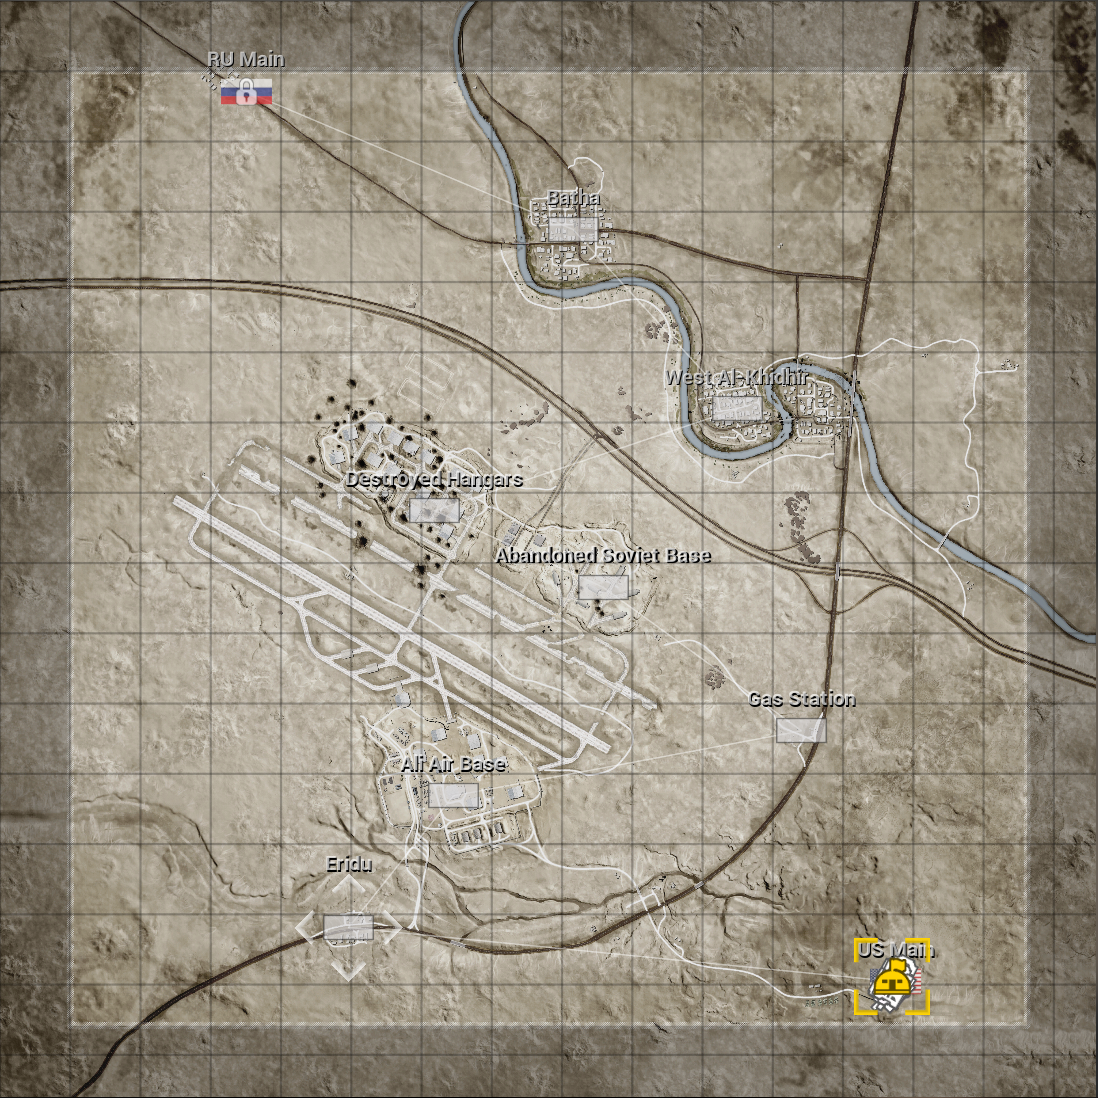 RU Main
Batha
West Al-Khidhir
Destroyed Hangars
Abandoned Soviet Base
Gas Station
Ali Air Base
Eridu
US Main